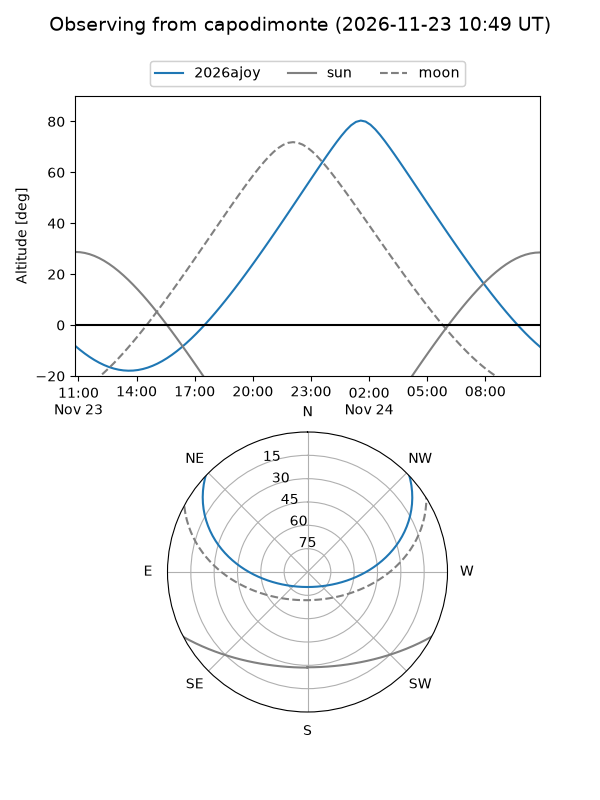 Observing from capodimonte (2026-11-23 10:49 UT)
2026ajoy sun moon
Altitude [deg]
80
60
40
20
0
−20
11:00 14:00 17:00 20:00 23:00 02:00 05:00 08:00
Nov 23 Nov 24
N
NE NW
15
30
45
60
75
E W
SE SW
S